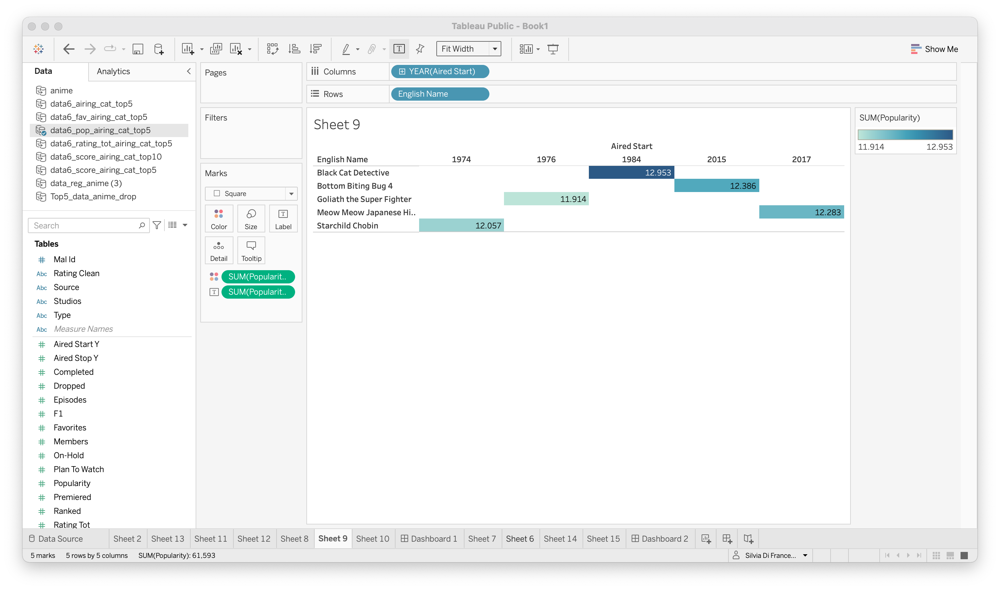 Tableau Public - Book1
Fit Width
Show Me
Data
Analytics
anime
data6_airing_cat_top5
data6_fav_airing_cat_top5
data6_pop_airing_cat_top5
data6_rating_tot_airing_cat_top5
data6_score_airing_cat_top10
data6_score_airing_cat_top5
data_reg_anime (3)
Top5_data_anime_drop
Search
Tables
Mal Id
Abc Rating Clean
Abc Source
Abc Studios
Abc Type
Abc Measure Names
Aired Start Y
Aired Stop Y
Completed
Dropped
Episodes
F1
Favorites
Members
On-Hold
Plan To Watch
Popularity
Premiered
Ranked
Rating Tot
Pages
Filters
Marks
Square
Color
Size
Label
Detail
Tooltip
SUM(Popularit..
SUM(Popularit..
Columns
YEAR(Aired Start)
Rows
English Name
Sheet 9
Aired Start
English Name 1974 1976 1984 2015 2017
Black Cat Detective 12.953
Bottom Biting Bug 4 12.386
Goliath the Super Fighter 11.914
Meow Meow Japanese Hi.. 12.283
Starchild Chobin 12.057
SUM(Popularity)
11.914 12.953
Data Source
Sheet 2
Sheet 13
Sheet 11
Sheet 12
Sheet 8
Sheet 9
Sheet 10
Dashboard 1
Sheet 7
Sheet 6
Sheet 14
Sheet 15
Dashboard 2
5 marks
5 rows by 5 columns
SUM(Popularity): 61,593
Silvia Di France...